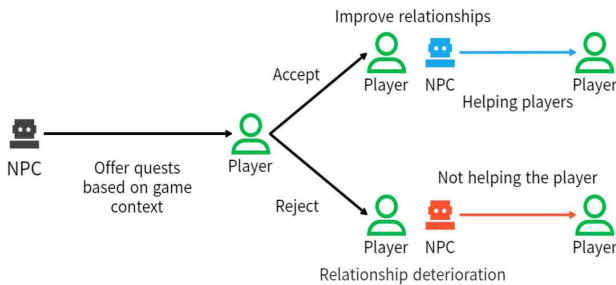 Improve relationships
Accept
Player
NPC
Player
Helping players
NPC
Offer quests
based on game
context
Player
Not helping the player
Reject
Player
NPC
Player
Relationship deterioration